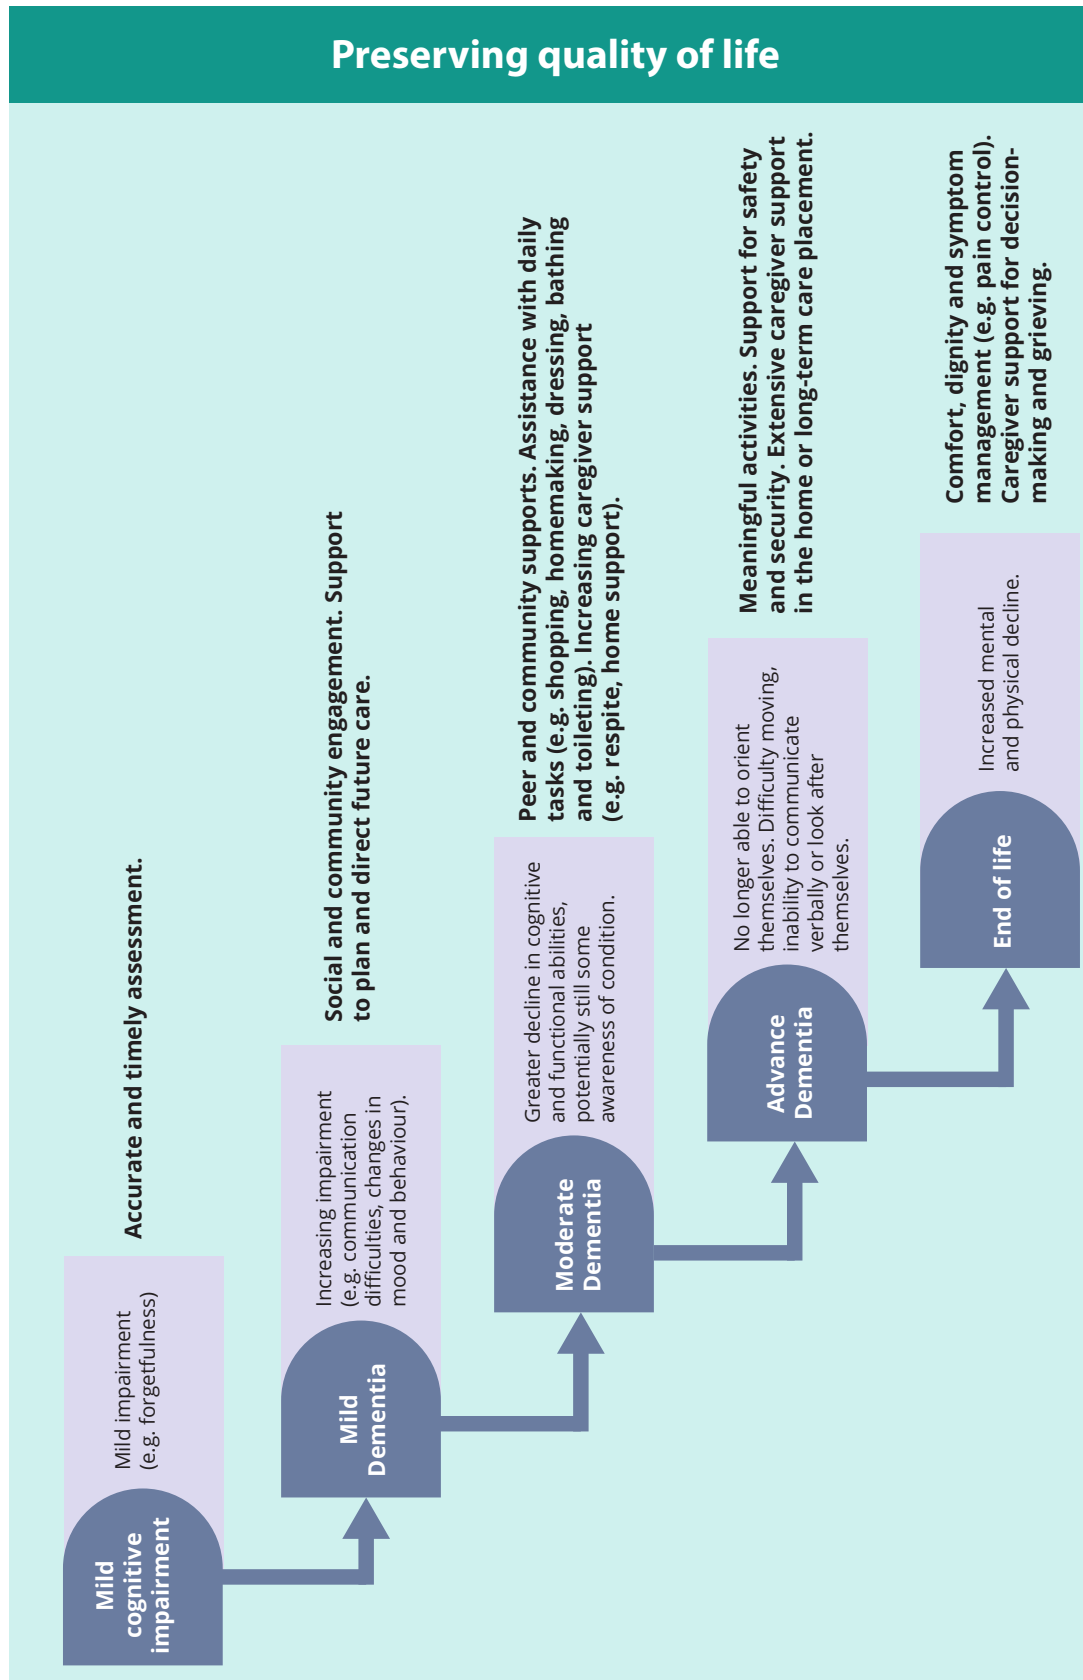 Preserving quality of life
Mild
cognitive
impairment
Mild impairment
(e.g. forgetfulness)
Accurate and timely assessment.
Mild
Dementia
Increasing impairment
(e.g. communication
difficulties, changes in
mood and behaviour).
Social and community engagement. Support
to plan and direct future care.
Moderate
Dementia
Greater decline in cognitive
and functional abilities,
potentially still some
awareness of condition.
Peer and community supports. Assistance with daily
tasks (e.g. shopping, homemaking, dressing, bathing
and toileting). Increasing caregiver support
(e.g. respite, home support).
Advance
Dementia
No longer able to orient
themselves. Difficulty moving,
inability to communicate
verbally or look after
themselves.
Meaningful activities. Support for safety
and security. Extensive caregiver support
in the home or long-term care placement.
End of life
Increased mental
and physical decline.
Comfort, dignity and symptom
management (e.g. pain control).
Caregiver support for decision-
making and grieving.